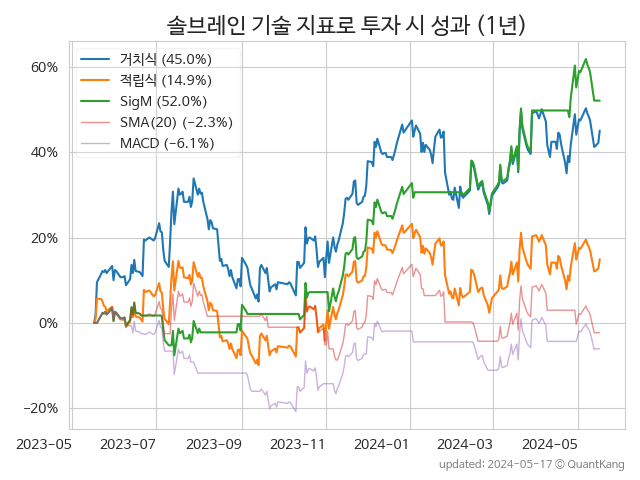 솔브레인 기술 지표로 투자 시 성과 (1년)
거치식 (45.0%)
적립식 (14.9%)
SigM (52.0%)
SMA(20) (−2.3%)
MACD (−6.1%)
60%
40%
20%
0%
−20%
2023-05 2023-07 2023-09 2023-11 2024-01 2024-03 2024-05
updated: 2024-05-17 © QuantKang